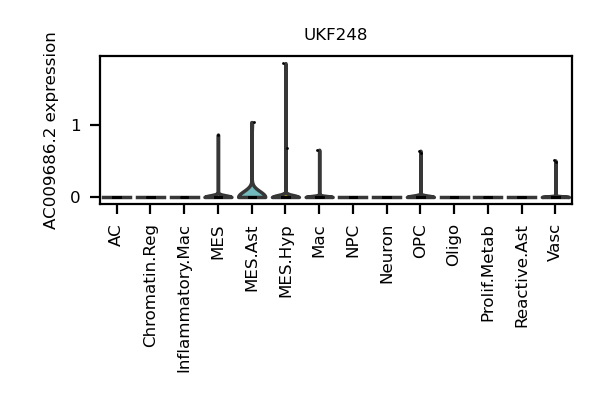 UKF248
AC009686.2 expression
1
0
AC
Chromatin.Reg
Inflammatory.Mac
MES
MES.Ast
MES.Hyp
Mac
NPC
Neuron
OPC
Oligo
Prolif.Metab
Reactive.Ast
Vasc